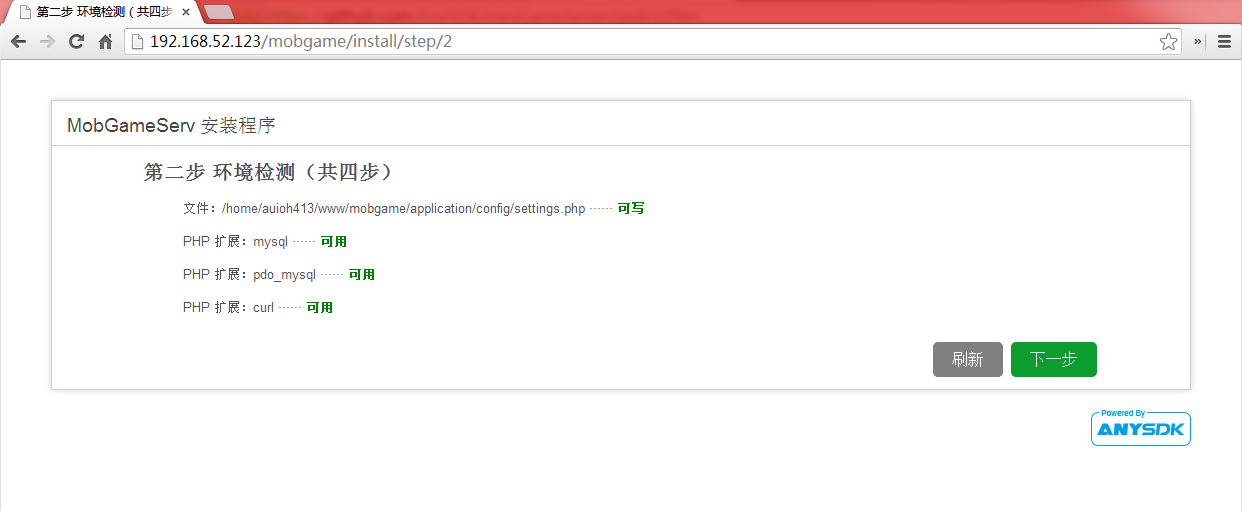 第二步 环境检测（共四步
192.168.52.123/mobgame/install/step/2
MobGameServ 安装程序
第二步 环境检测（共四步）
文件：/home/auioh413/www/mobgame/application/config/settings.php ······ 可写
PHP 扩展：mysql ······ 可用
PHP 扩展：pdo_mysql ······ 可用
PHP 扩展：curl ······ 可用
刷新 下一步
Powered By
ANYSDK